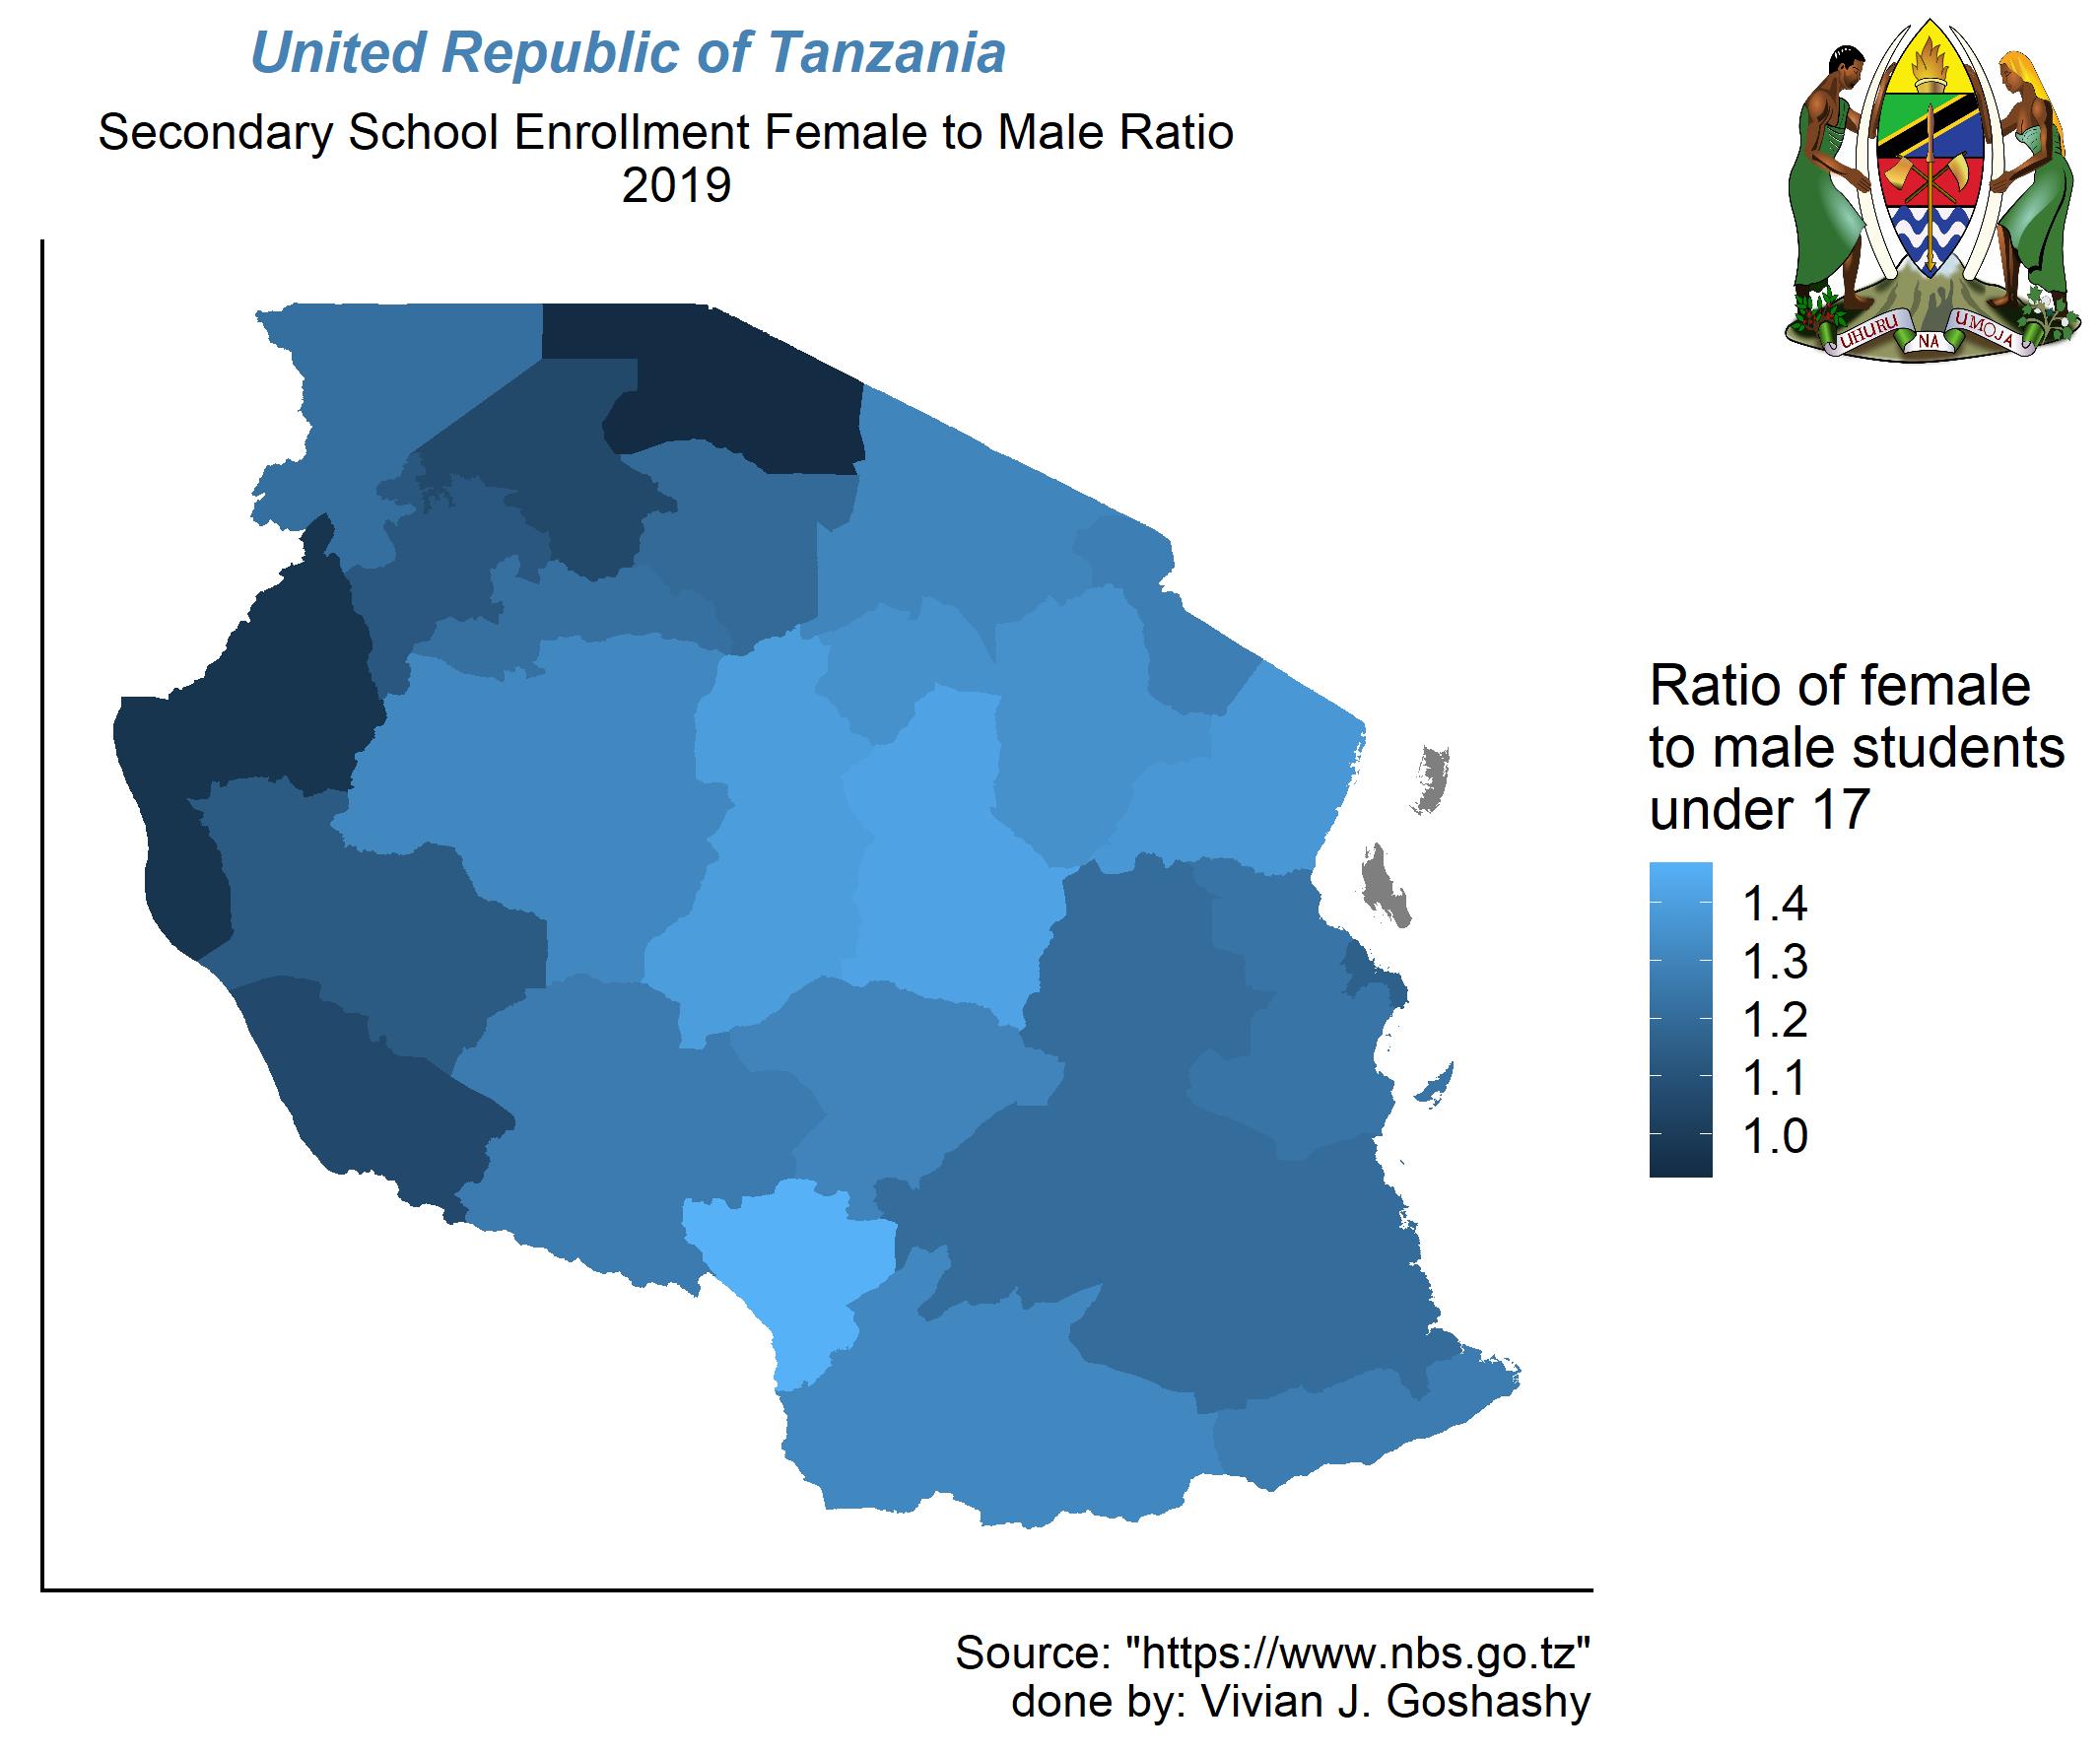 United Republic of Tanzania
Secondary School Enrollment Female to Male Ratio
2019
UHURU NA UMOJA
Ratio of female
to male students
under 17
1.4
1.3
1.2
1.1
1.0
Source: "https://www.nbs.go.tz"
done by: Vivian J. Goshashy